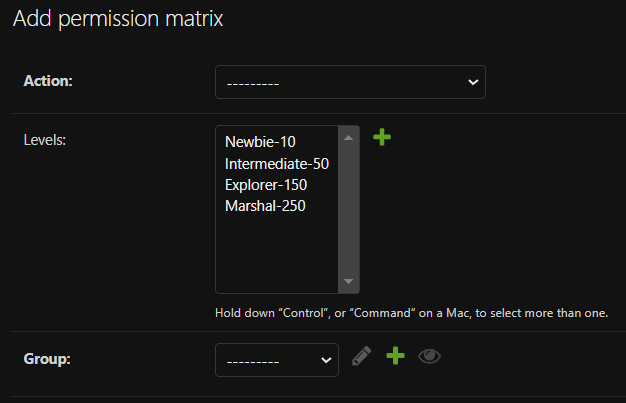 Add permission matrix
Action:
---------
Levels:
Newbie-10
Intermediate-50
Explorer-150
Marshal-250
Hold down “Control”, or “Command” on a Mac, to select more than one.
Group:
---------